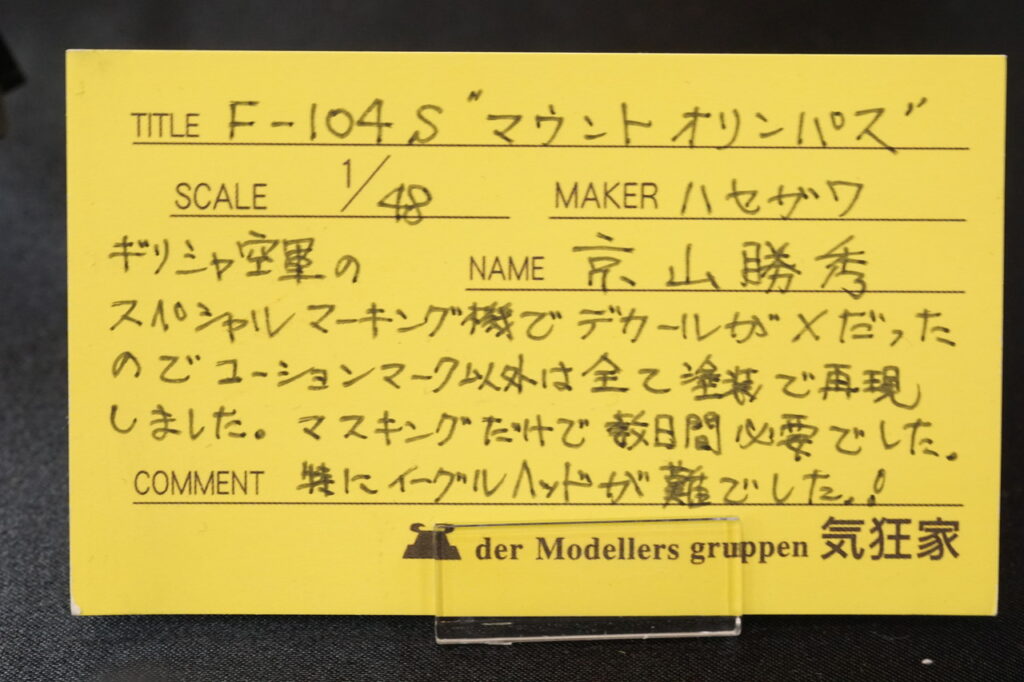 TITLE F-104S "マウント オリンパス"
SCALE 1/48 MAKER ハセガワ
ギリシャ空軍の NAME 京山勝秀
スペシャルマーキング機でデカールが×だった
のでコーションマーク以外は全て塗装で再現
しました。マスキングだけで数日間必要でした。
COMMENT 特にイーグルヘッドが難でした。!
der Modellers gruppen 気狂家